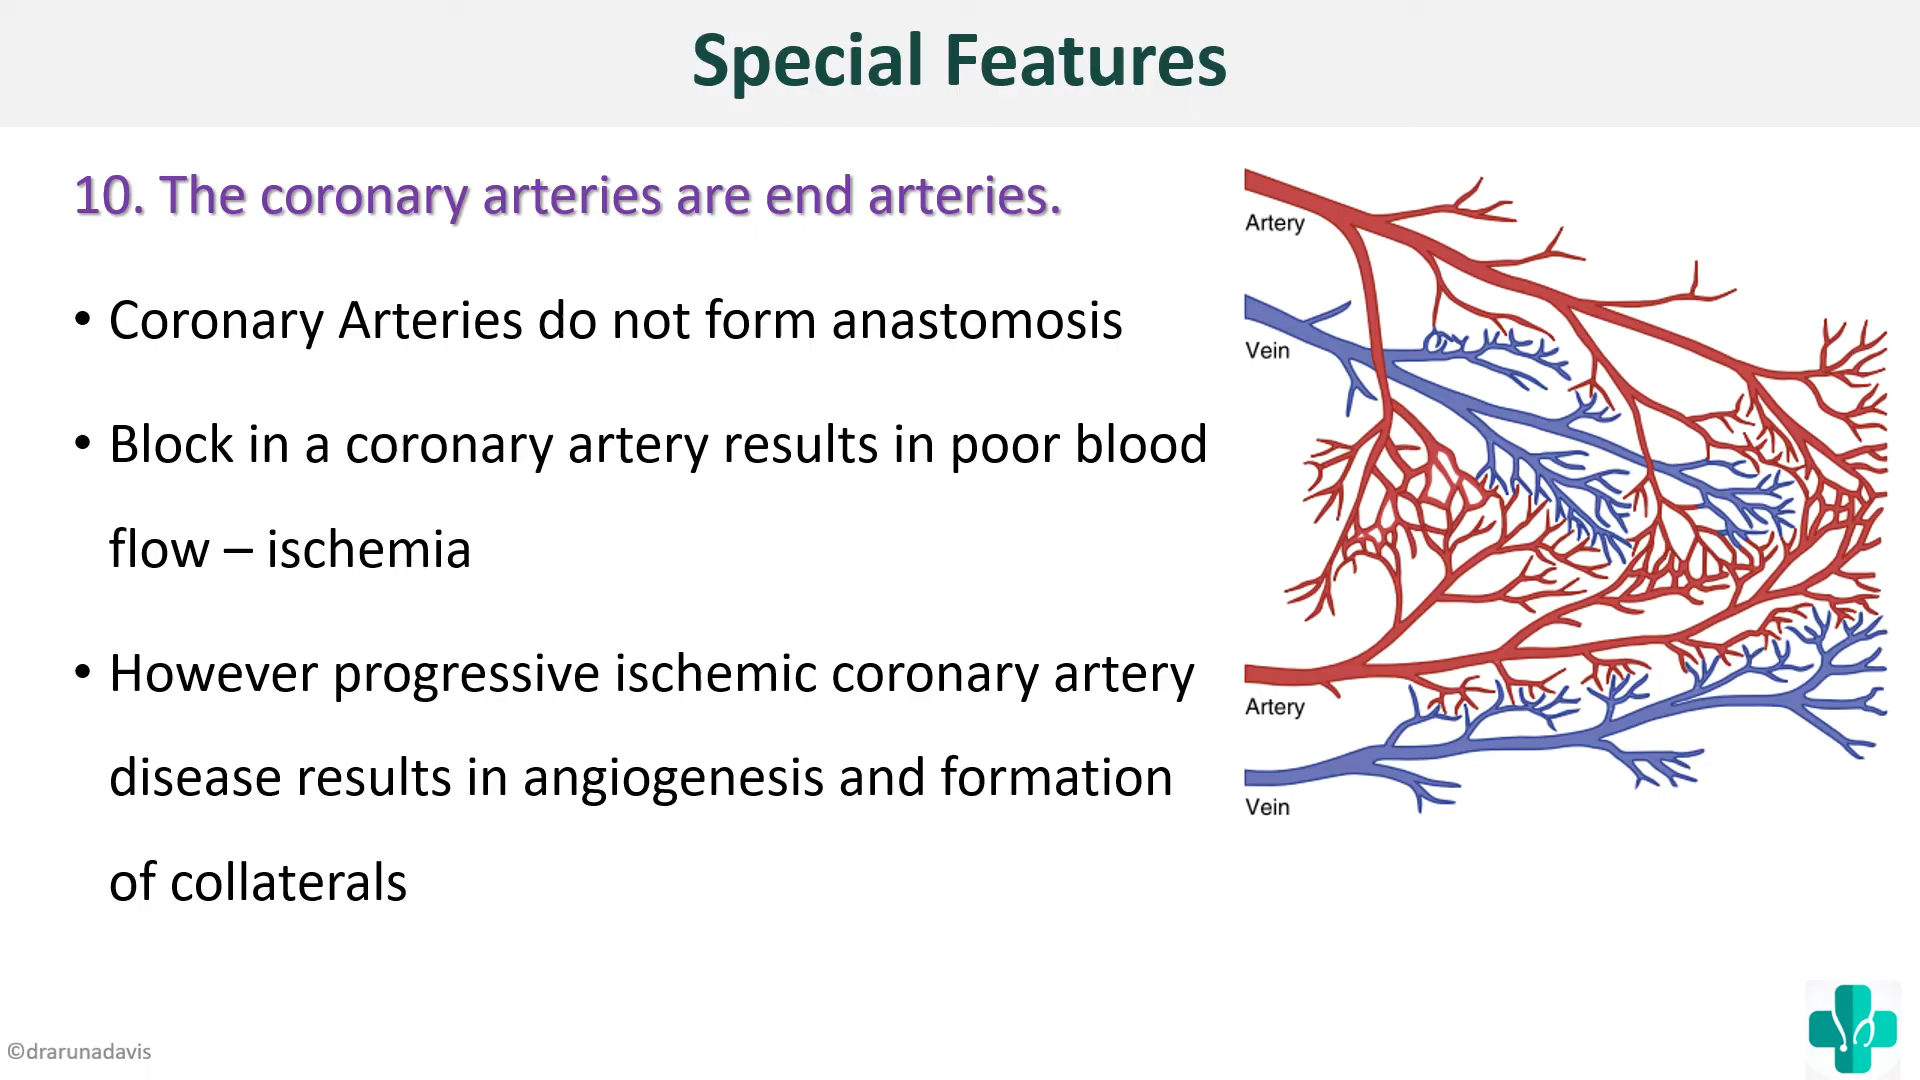 Special Features
10. The coronary arteries are end arteries.
• Coronary Arteries do not form anastomosis
• Block in a coronary artery results in poor blood
flow – ischemia
• However progressive ischemic coronary artery
disease results in angiogenesis and formation
of collaterals
Artery
Vein
Artery
Vein
©drarunadavis